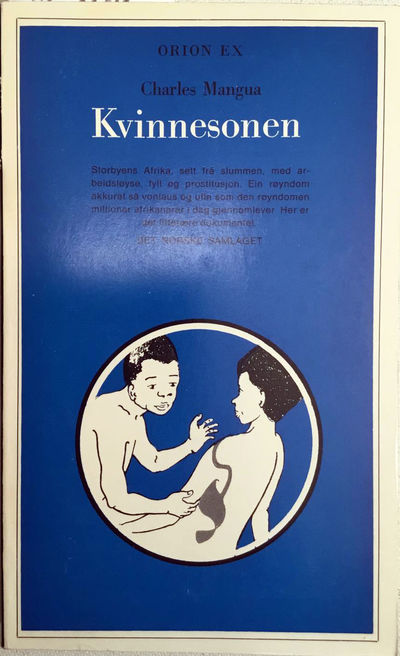 ORION EX
Charles Mangua
Kvinnesonen
Storbyens Afrika, sett frå slummen, med ar-
beidsløyse, fyll og prostitusjon. Ein røyndom
akkurat så vonlaus og utin som den røyndomen
millionar afrikanarar i dag gjennomlever. Her er
det litterære dokumentet.
DET NORSKE SAMLAGET